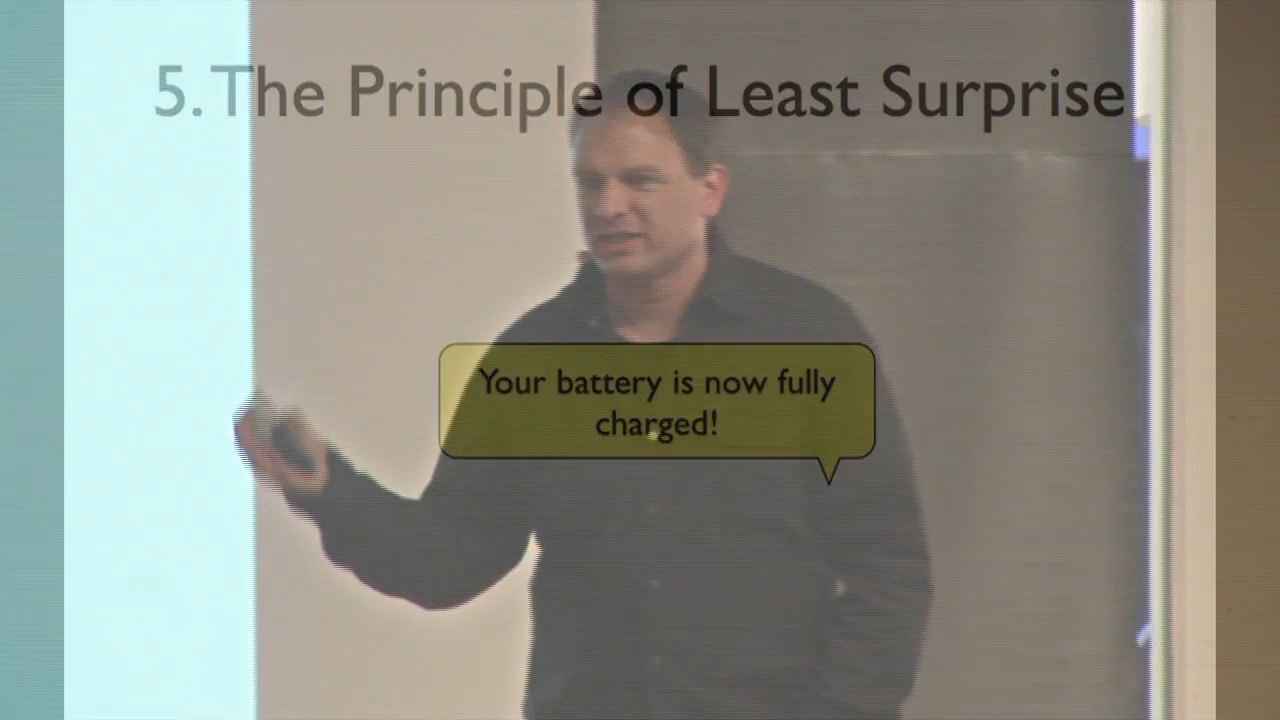 5. The Principle of Least Surprise
Your battery is now fully
charged!